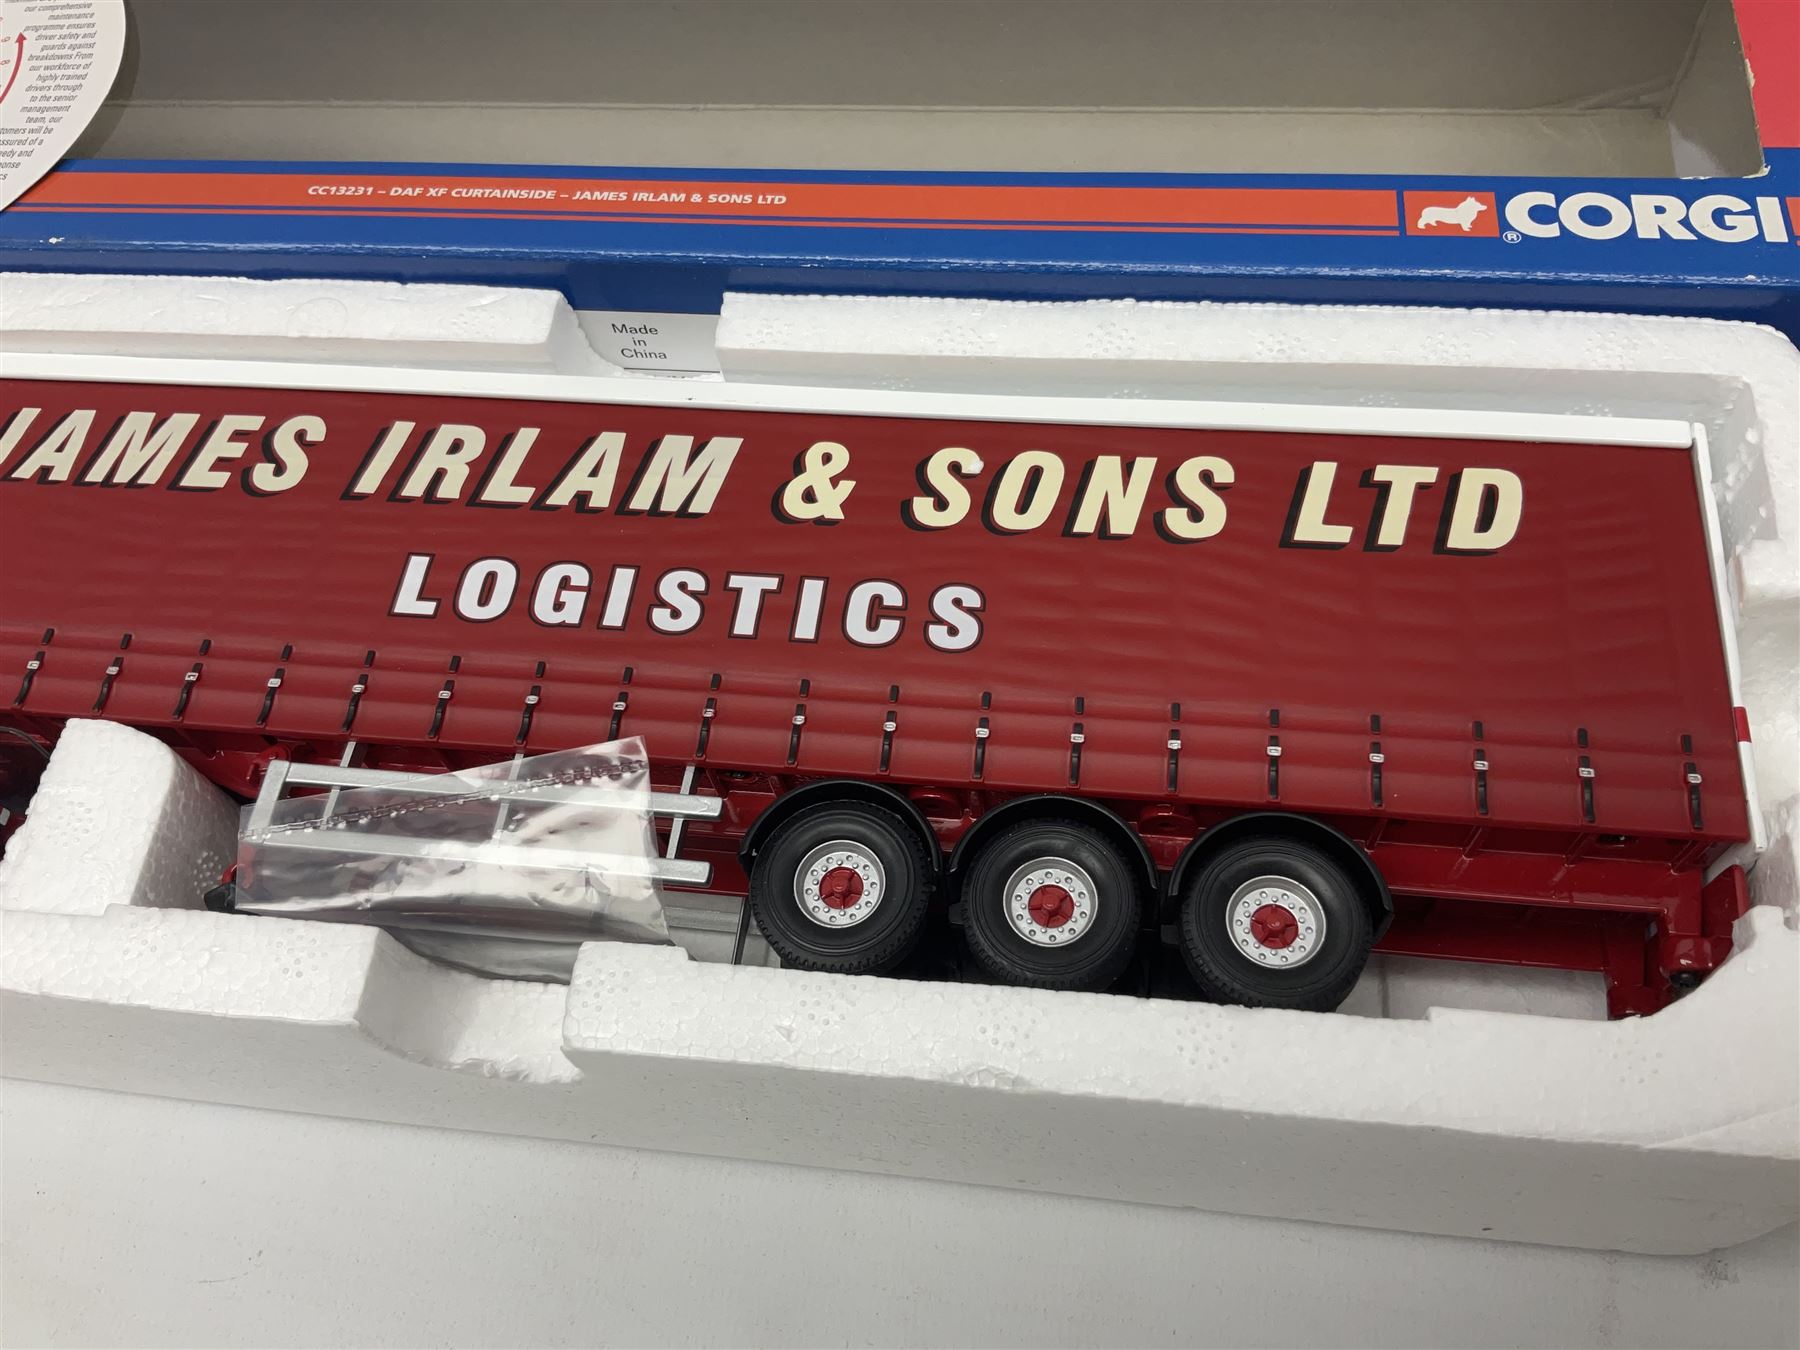 our comprehensive
maintenance
programme ensures
driver safety and
guards against
breakdowns From
our workforce of
highly trained
drivers through
to the senior
management
team, our
will be
of a
and
CC13231 – DAF XF CURTAINSIDE – JAMES IRLAM & SONS LTD
CORGI
®
Made
in
China
JAMES IRLAM & SONS LTD
LOGISTICS